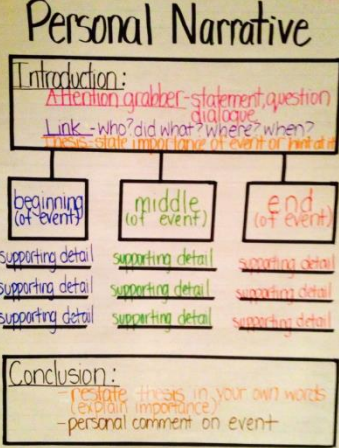 Personal Narrative
Introduction:
Attention grabber-statement, question
dialogue
Link -who? did what? where? when?
Thesis-state importance of event or hint at it
beginning
(of event)
middle
(of event)
end
(of event)
supporting detail
supporting detail
supporting detail
supporting detail
supporting detail
supporting detail
supporting detail
supporting detail
supporting detail
Conclusion:
-restate thesis in your own words
(explain importance)
-personal comment on event